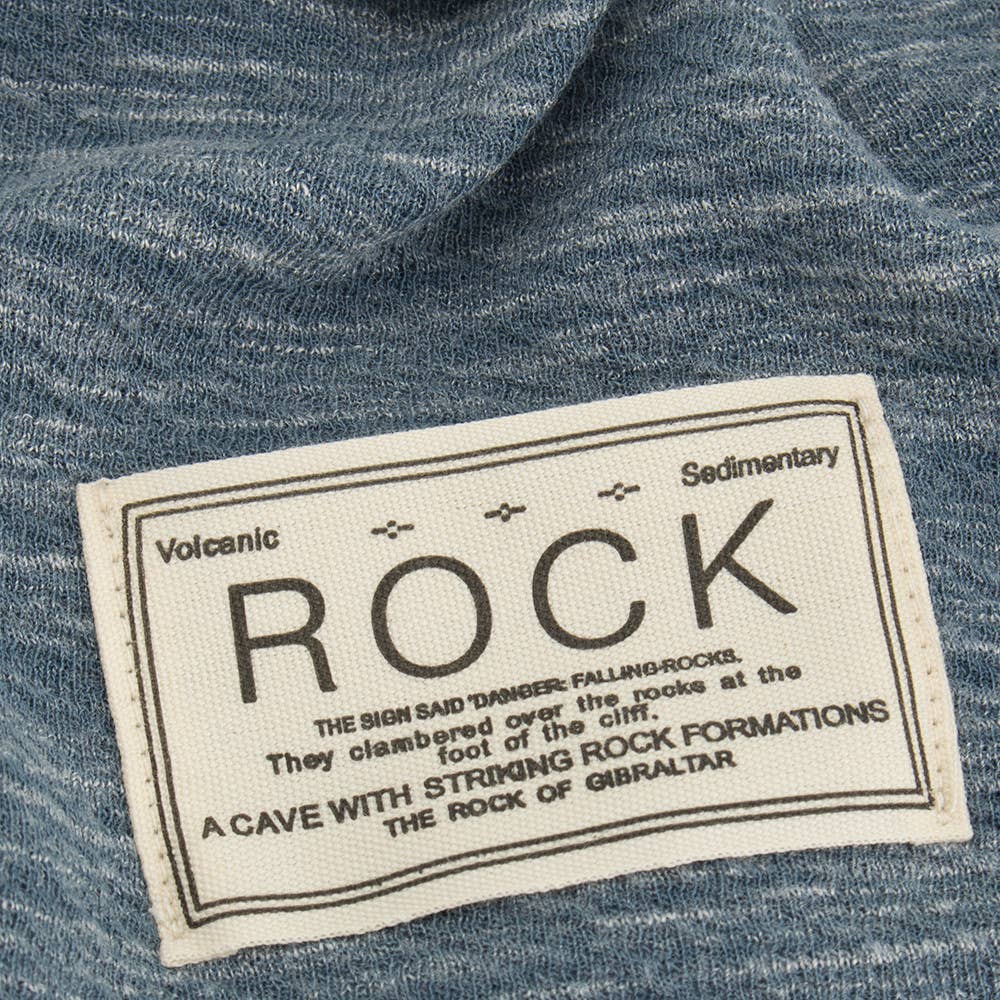 Volcanic Sedimentary
ROCK
THE SIGN SAID 'DANGER: FALLING ROCKS.
They clambered over the rocks at the
foot of the cliff.
A CAVE WITH STRIKING ROCK FORMATIONS
THE ROCK OF GIBRALTAR